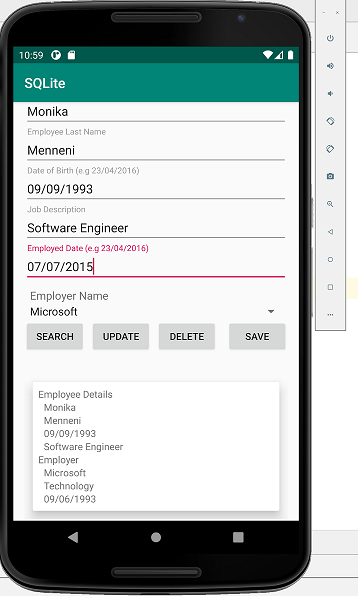 10:59
SQLite
Monika
Employee Last Name
Menneni
Date of Birth (e.g 23/04/2016)
09/09/1993
Job Description
Software Engineer
Employed Date (e.g 23/04/2016)
07/07/2015
Employer Name
Microsoft
SEARCH UPDATE DELETE SAVE
Employee Details
Monika
Menneni
09/09/1993
Software Engineer
Employer
Microsoft
Technology
09/06/1993